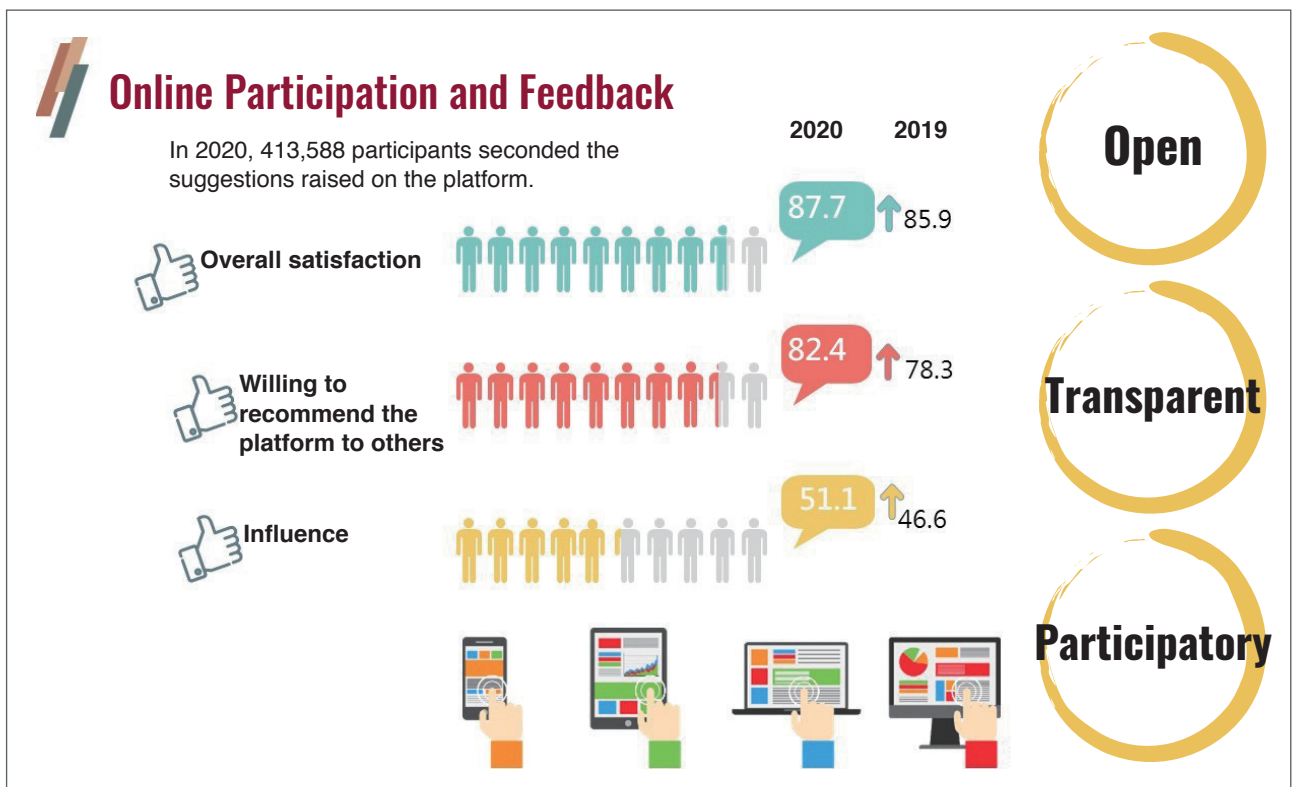 Online Participation and Feedback
In 2020, 413,588 participants seconded the
suggestions raised on the platform.
2020 2019
Overall satisfaction
87.7
85.9
Willing to
recommend the
platform to others
82.4
78.3
Influence
51.1
46.6
Open
Transparent
Participatory